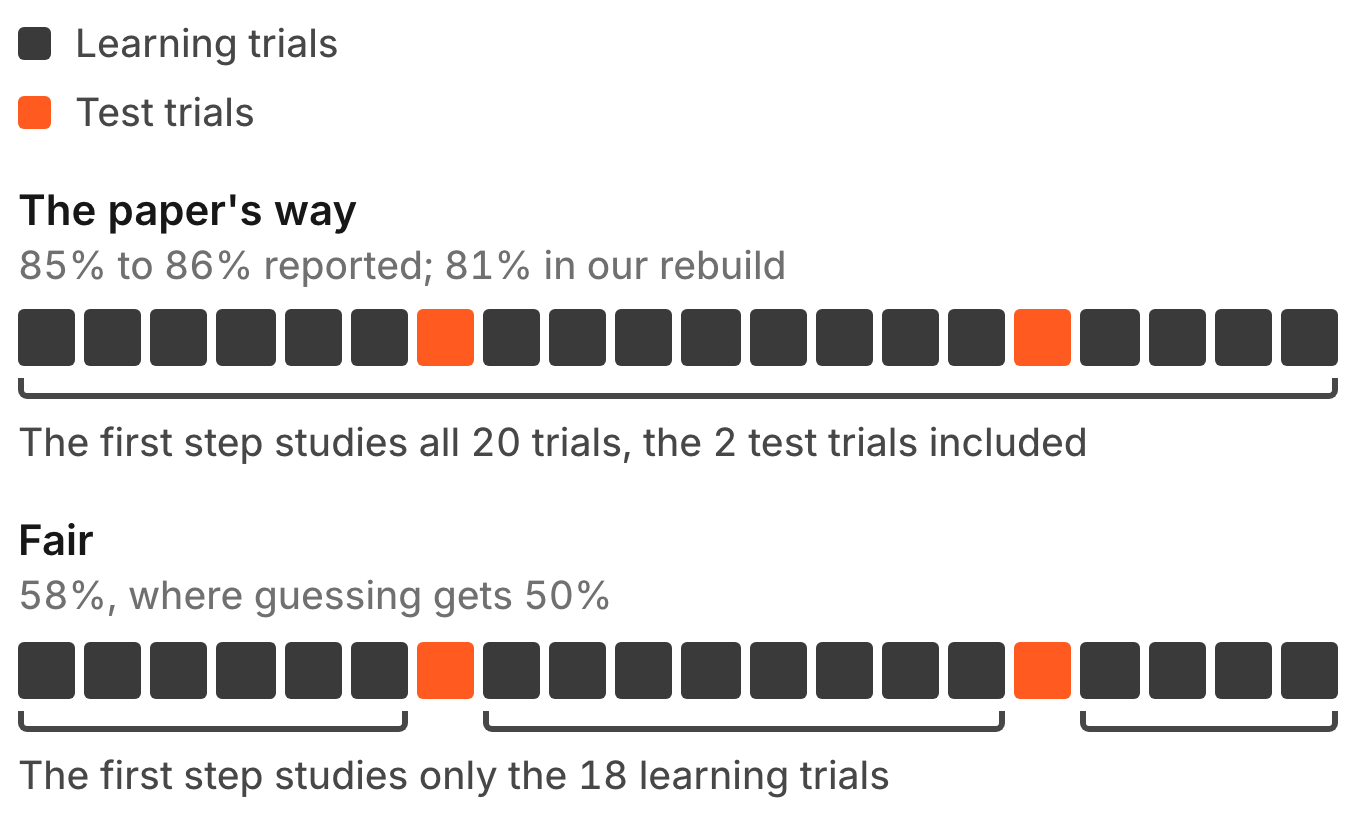 Learning trials
Test trials
The paper's way
85% to 86% reported; 81% in our rebuild
The first step studies all 20 trials, the 2 test trials included
Fair
58%, where guessing gets 50%
The first step studies only the 18 learning trials